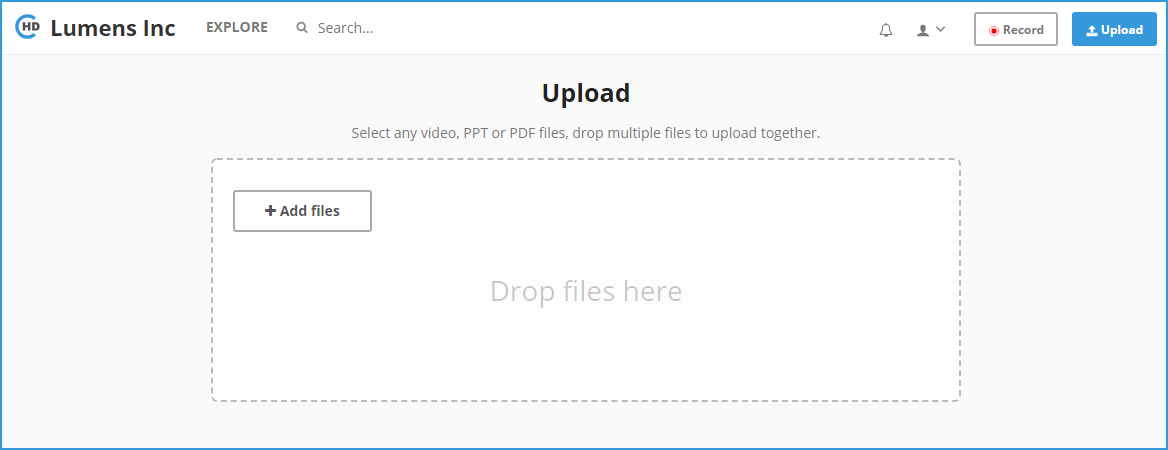 HD Lumens Inc EXPLORE Search... Record Upload
Upload
Select any video, PPT or PDF files, drop multiple files to upload together.
+ Add files
Drop files here